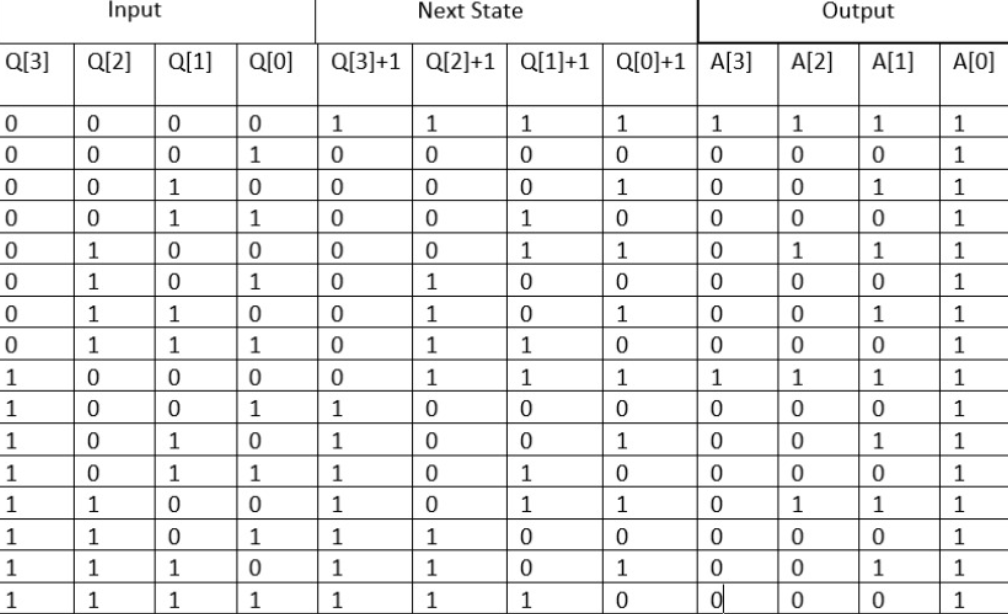 Input Next State Output
Q[3] Q[2] Q[1] Q[0] Q[3]+1 Q[2]+1 Q[1]+1 Q[0]+1 A[3] A[2] A[1] A[0]
0 0 0 0 1 1 1 1 1 1 1 1
0 0 0 1 0 0 0 0 0 0 0 1
0 0 1 0 0 0 0 1 0 0 1 1
0 0 1 1 0 0 1 0 0 0 0 1
0 1 0 0 0 0 1 1 0 1 1 1
0 1 0 1 0 1 0 0 0 0 0 1
0 1 1 0 0 1 0 1 0 0 1 1
0 1 1 1 0 1 1 0 0 0 0 1
1 0 0 0 0 1 1 1 1 1 1 1
1 0 0 1 1 0 0 0 0 0 0 1
1 0 1 0 1 0 0 1 0 0 1 1
1 0 1 1 1 0 1 0 0 0 0 1
1 1 0 0 1 0 1 1 0 1 1 1
1 1 0 1 1 1 0 0 0 0 0 1
1 1 1 0 1 1 0 1 0 0 1 1
1 1 1 1 1 1 1 0 0 0 0 1